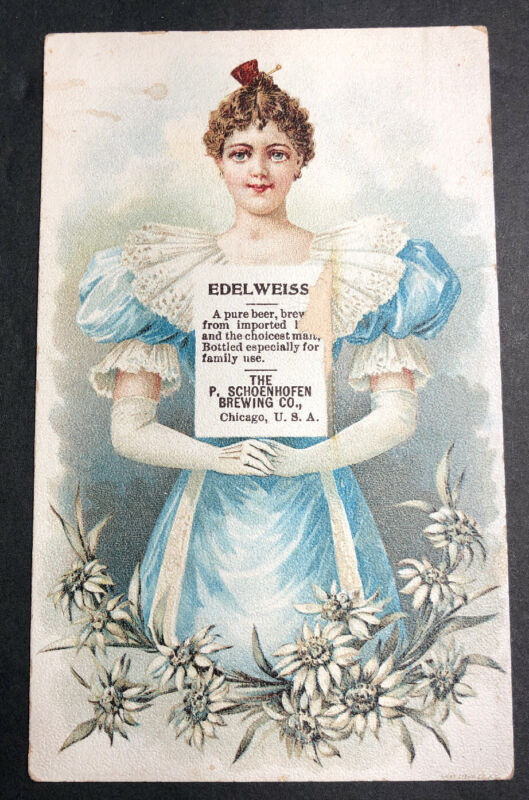 EDELWEISS
A pure beer,
from imported
and the choicest malt,
Bottled especially for
family use.
THE
P. SCHOENHOFEN
BREWING CO.,
Chicago, U. S. A.